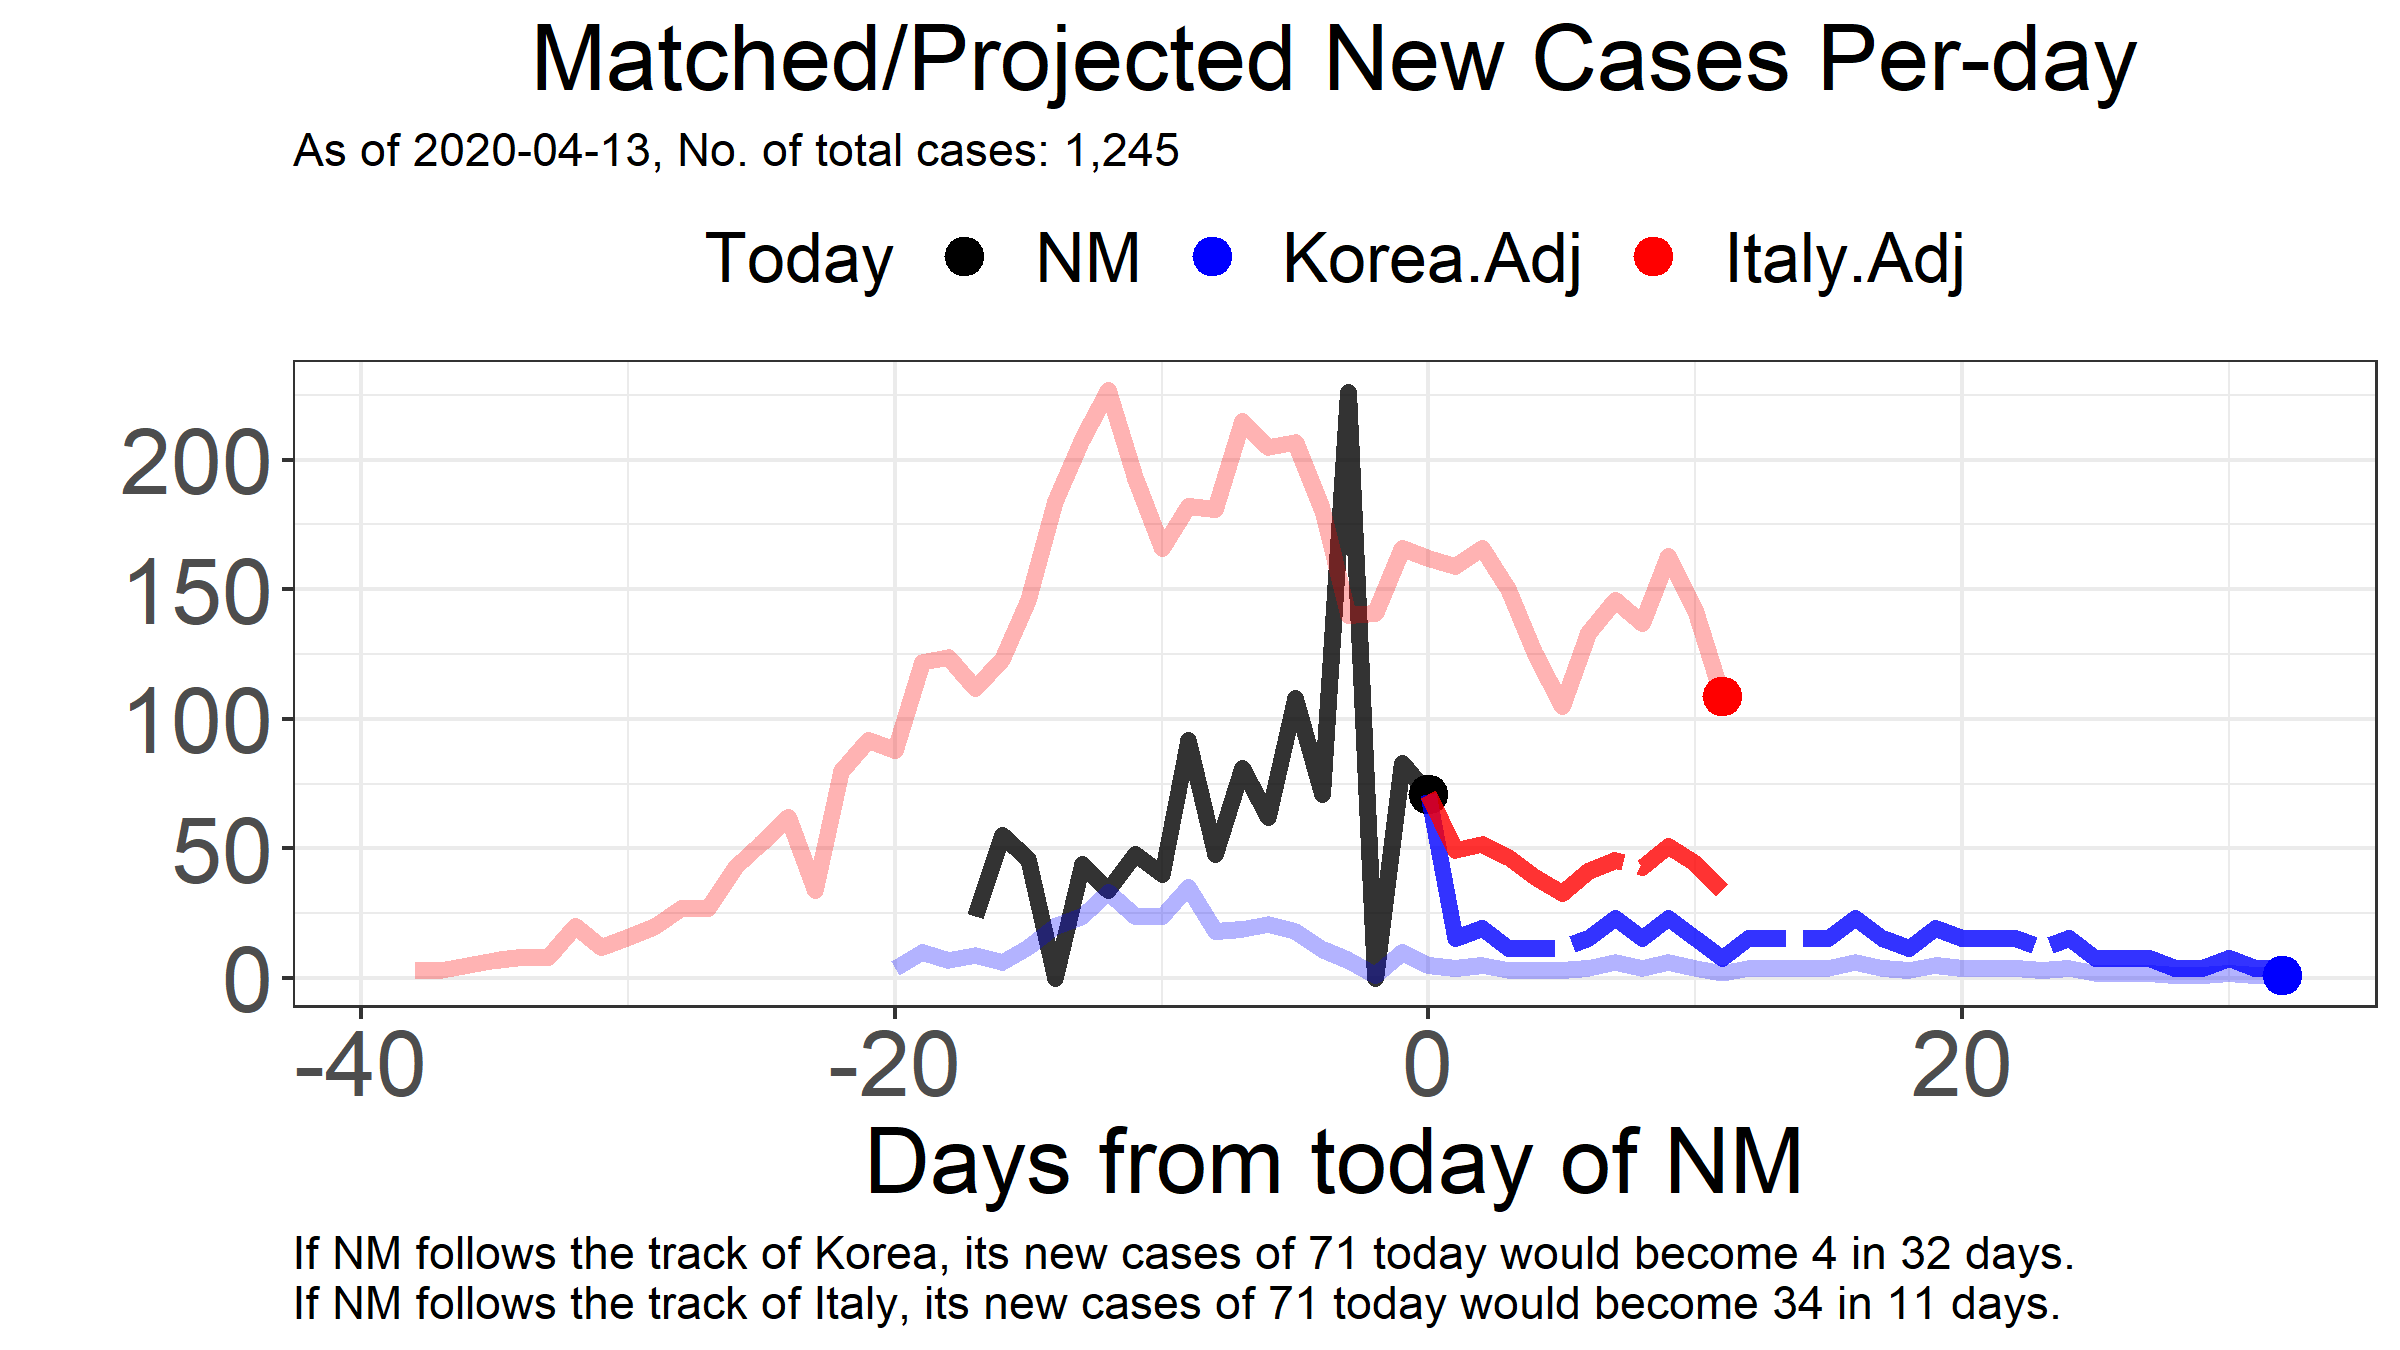 Matched/Projected New Cases Per-day
As of 2020-04-13, No. of total cases: 1,245
Today NM Korea.Adj Italy.Adj
200
150
100
50
0
-40 -20 0 20
Days from today of NM
If NM follows the track of Korea, its new cases of 71 today would become 4 in 32 days.
If NM follows the track of Italy, its new cases of 71 today would become 34 in 11 days.